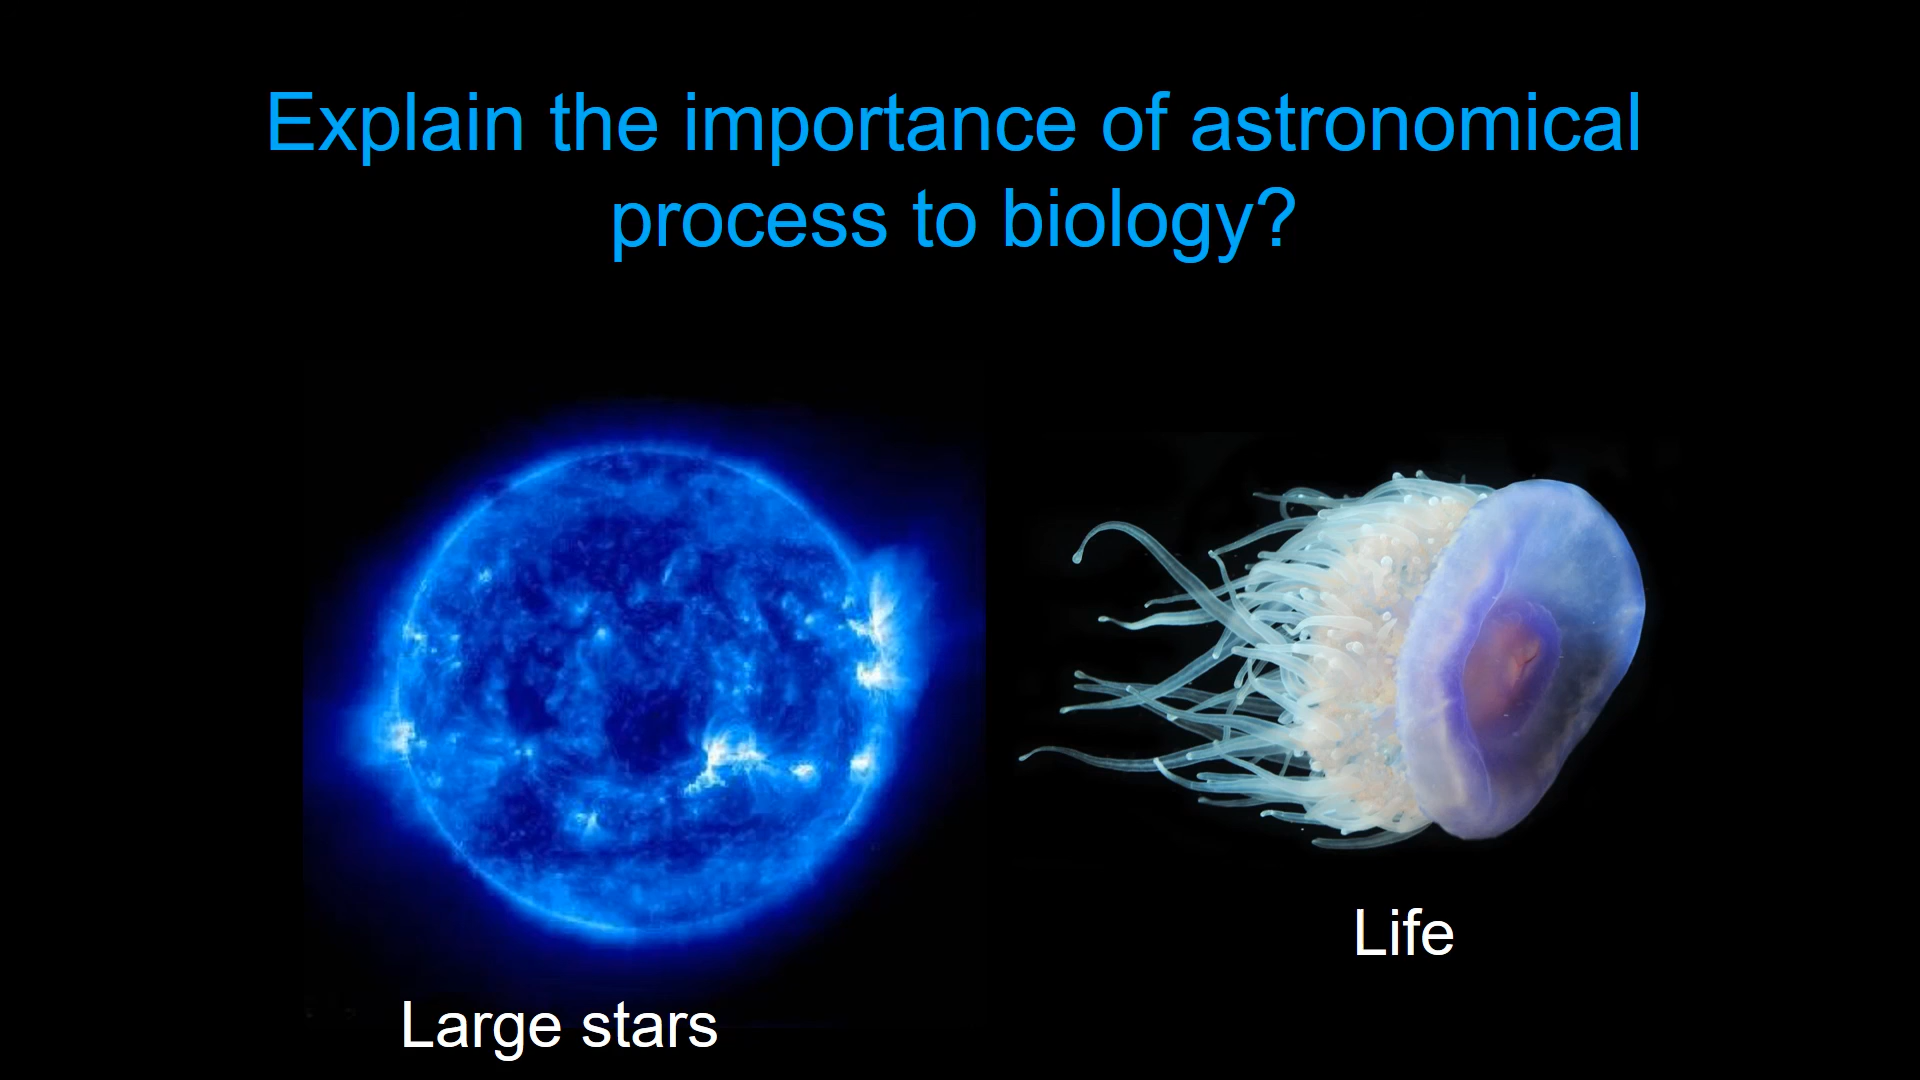 Explain the importance of astronomical
process to biology?
Life
Large stars